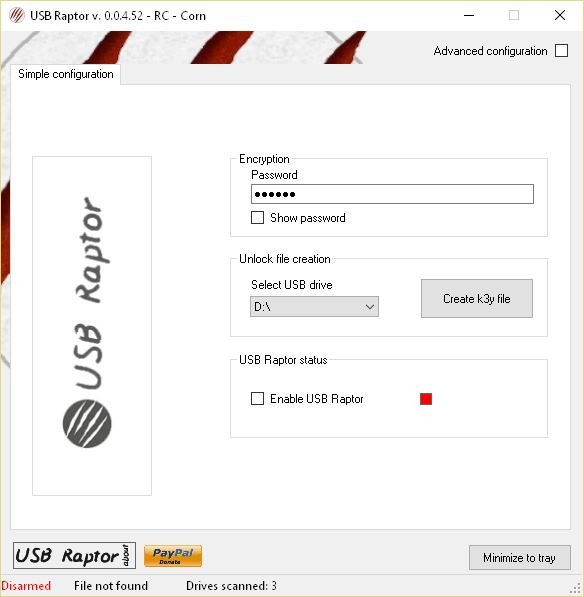 USB Raptor v. 0.0.4.52 - RC - Corn
Advanced configuration
Simple configuration
USB Raptor
Encryption
Password
••••••
Show password
Unlock file creation
Select USB drive
D:\
Create k3y file
USB Raptor status
Enable USB Raptor
USB Raptor about
PayPal
Donate
Minimize to tray
Disarmed File not found Drives scanned: 3